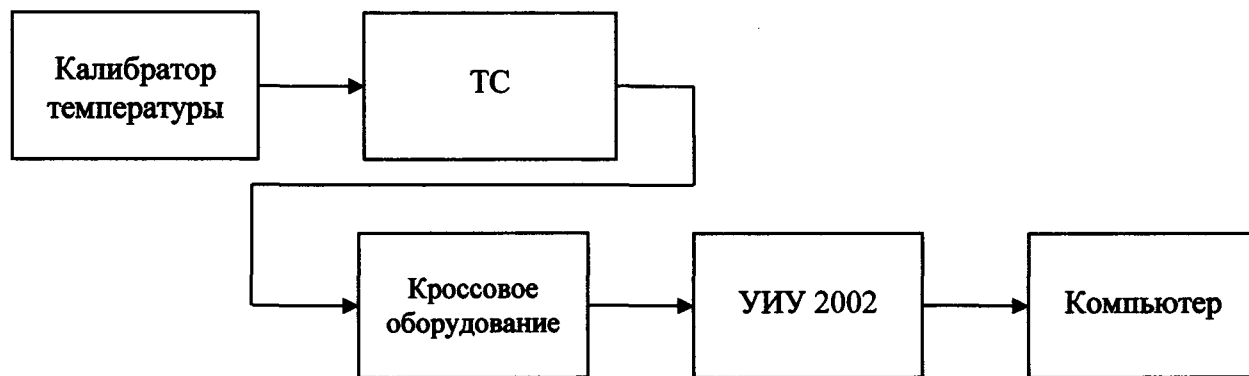 Калибратор
температуры
ТС
Кроссовое
оборудование
УИУ 2002
Компьютер